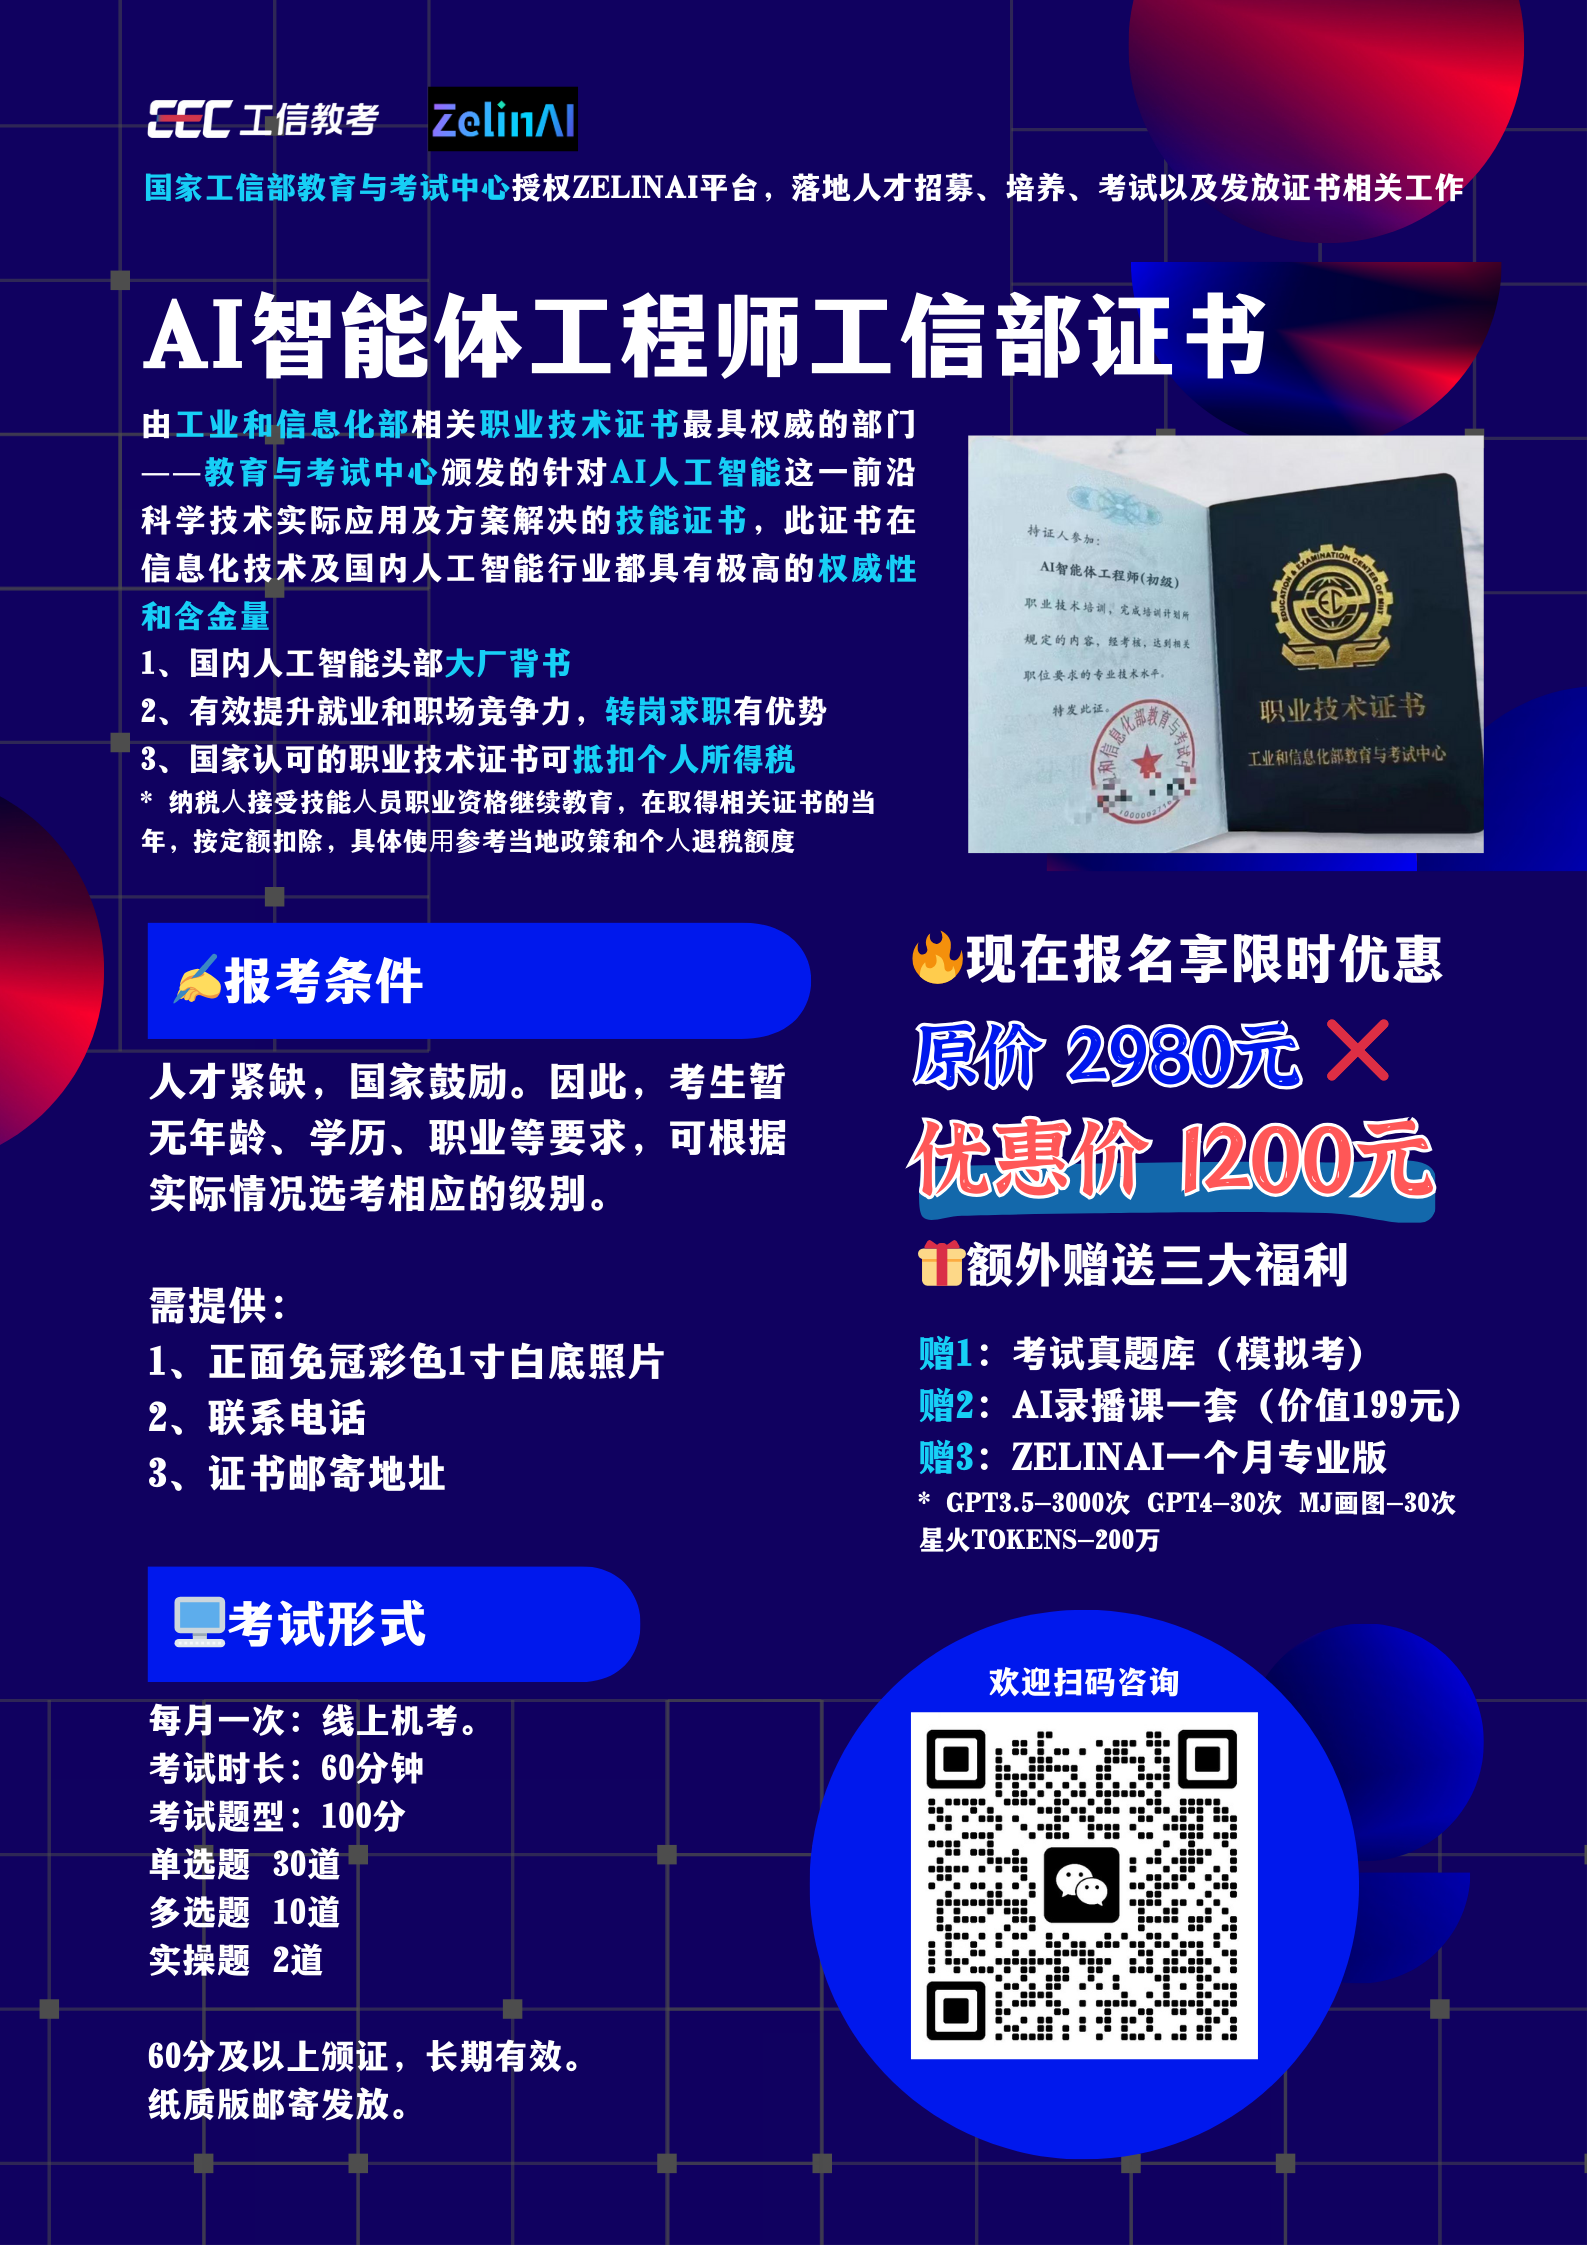 EEC 工信教考 ZelinAI
国家工信部教育与考试中心授权ZELINAI平台，落地人才招募、培养、考试以及发放证书相关工作
AI智能体工程师工信部证书
由工业和信息化部相关职业技术证书最具权威的部门
——教育与考试中心颁发的针对AI人工智能这一前沿
科学技术实际应用及方案解决的技能证书，此证书在
信息化技术及国内人工智能行业都具有极高的权威性
和含金量
1、国内人工智能头部大厂背书
2、有效提升就业和职场竞争力，转岗求职有优势
3、国家认可的职业技术证书可抵扣个人所得税
* 纳税人接受技能人员职业资格继续教育，在取得相关证书的当
年，按定额扣除，具体使用参考当地政策和个人退税额度
持证人参加：
AI智能体工程师(初级)
职业技术培训，完成培训计划所
规定的内容，经考核，达到相关
职位要求的专业技术水平。
特发此证。
和信息化部教育与考试
EDUCATION & EXAMINATION CENTER OF MIIT
职业技术证书
工业和信息化部教育与考试中心
✍报考条件
人才紧缺，国家鼓励。因此，考生暂
无年龄、学历、职业等要求，可根据
实际情况选考相应的级别。
需提供：
1、正面免冠彩色1寸白底照片
2、联系电话
3、证书邮寄地址
🔥现在报名享限时优惠
原价 2980元 ❌
优惠价 1200元
🎁额外赠送三大福利
赠1：考试真题库（模拟考）
赠2：AI录播课一套（价值199元）
赠3：ZELINAI一个月专业版
* GPT3.5-3000次 GPT4-30次 MJ画图-30次
星火TOKENS-200万
🖥考试形式
每月一次：线上机考。
考试时长：60分钟
考试题型：100分
单选题 30道
多选题 10道
实操题 2道
60分及以上颁证，长期有效。
纸质版邮寄发放。
欢迎扫码咨询